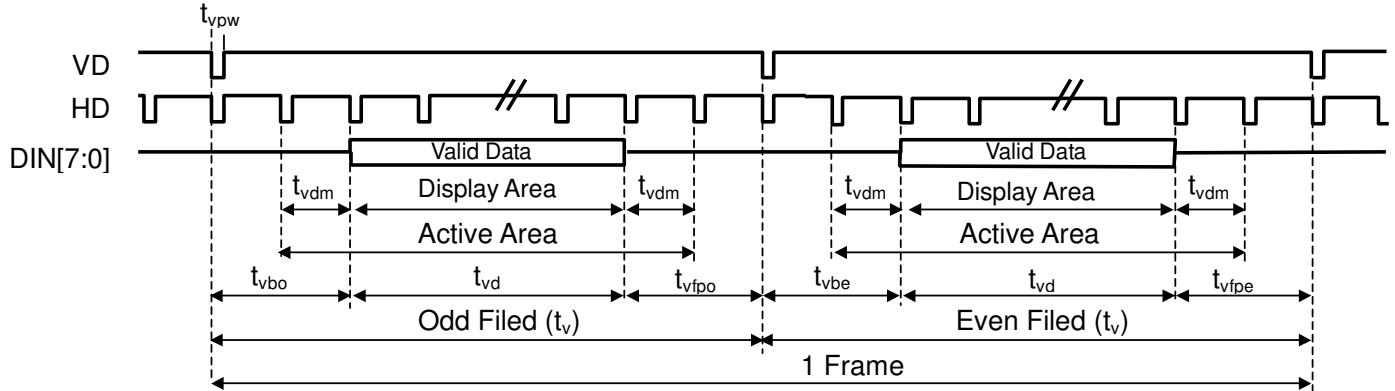 tvpw
VD
HD
DIN[7:0]
Valid Data Valid Data
tvdm Display Area tvdm tvdm Display Area tvdm
Active Area Active Area
tvbo tvd tvfpo tvbe tvd tvfpe
Odd Filed (tv) Even Filed (tv)
1 Frame